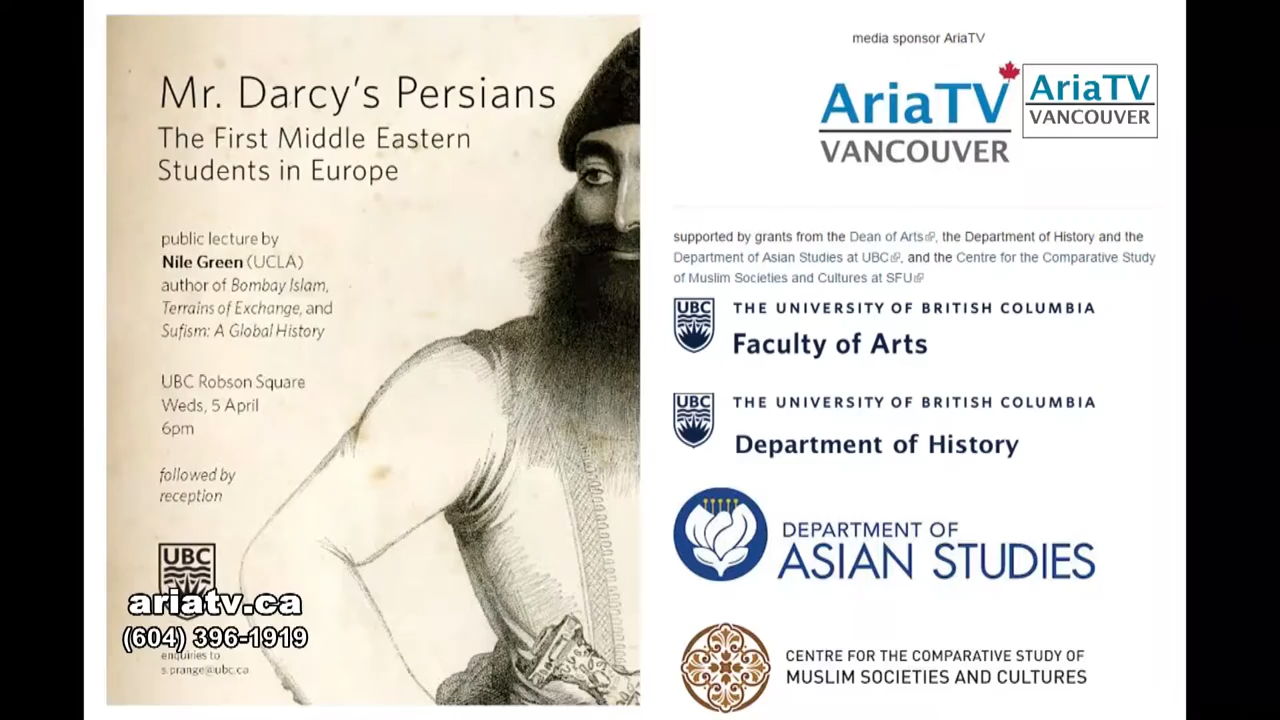 Mr. Darcy's Persians
The First Middle Eastern
Students in Europe
public lecture by
Nile Green (UCLA)
author of Bombay Islam,
Terrains of Exchange, and
Sufism: A Global History
UBC Robson Square
Weds, 5 April
6pm
followed by
reception
UBC
ariatv.ca
(604) 396-1919
enquiries to
s.prange@ubc.ca
media sponsor AriaTV
AriaTV
VANCOUVER
AriaTV
VANCOUVER
supported by grants from the Dean of Arts, the Department of History and the
Department of Asian Studies at UBC, and the Centre for the Comparative Study
of Muslim Societies and Cultures at SFU
UBC
THE UNIVERSITY OF BRITISH COLUMBIA
Faculty of Arts
UBC
THE UNIVERSITY OF BRITISH COLUMBIA
Department of History
DEPARTMENT OF
ASIAN STUDIES
CENTRE FOR THE COMPARATIVE STUDY OF
MUSLIM SOCIETIES AND CULTURES